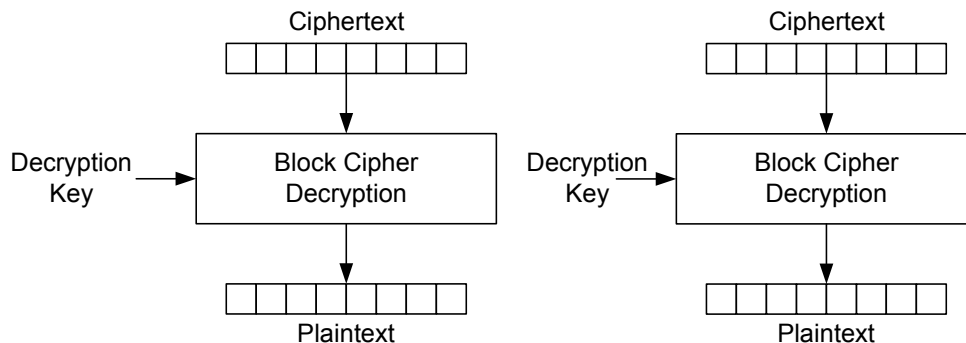 Ciphertext
Ciphertext
Decryption
Key
Block Cipher
Decryption
Decryption
Key
Block Cipher
Decryption
Plaintext
Plaintext